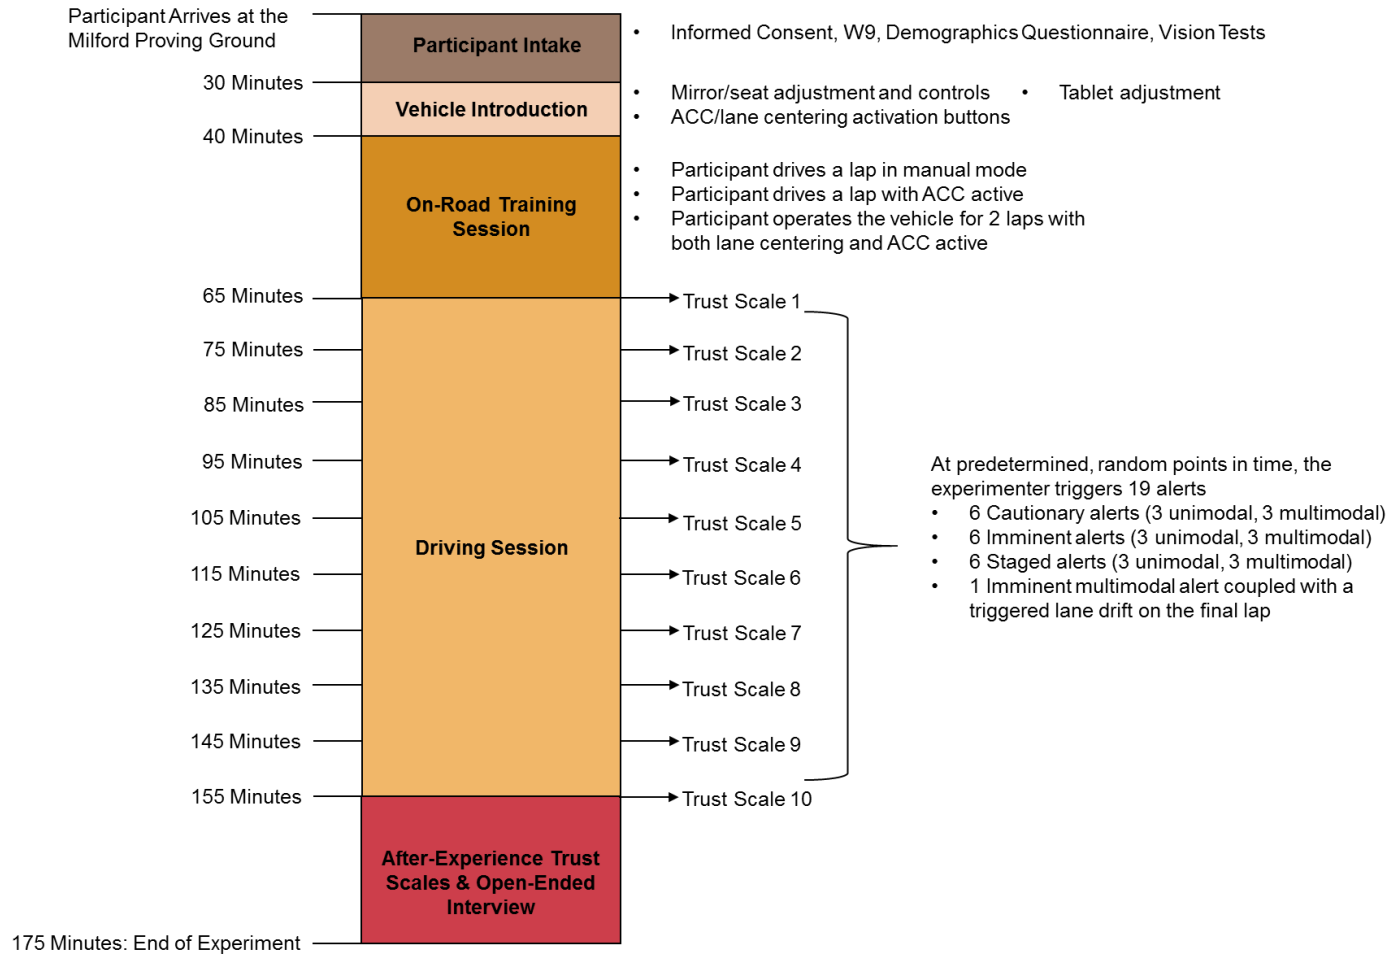 Participant Arrives at the
Milford Proving Ground
Participant Intake
• Informed Consent, W9, Demographics Questionnaire, Vision Tests
30 Minutes
Vehicle Introduction
• Mirror/seat adjustment and controls • Tablet adjustment
• ACC/lane centering activation buttons
40 Minutes
On-Road Training
Session
• Participant drives a lap in manual mode
• Participant drives a lap with ACC active
• Participant operates the vehicle for 2 laps with
both lane centering and ACC active
65 Minutes
Trust Scale 1
75 Minutes
Trust Scale 2
85 Minutes
Trust Scale 3
95 Minutes
Trust Scale 4
105 Minutes
Trust Scale 5
Driving Session
115 Minutes
Trust Scale 6
125 Minutes
Trust Scale 7
135 Minutes
Trust Scale 8
145 Minutes
Trust Scale 9
155 Minutes
Trust Scale 10
At predetermined, random points in time, the
experimenter triggers 19 alerts
• 6 Cautionary alerts (3 unimodal, 3 multimodal)
• 6 Imminent alerts (3 unimodal, 3 multimodal)
• 6 Staged alerts (3 unimodal, 3 multimodal)
• 1 Imminent multimodal alert coupled with a
triggered lane drift on the final lap
After-Experience Trust
Scales & Open-Ended
Interview
175 Minutes: End of Experiment